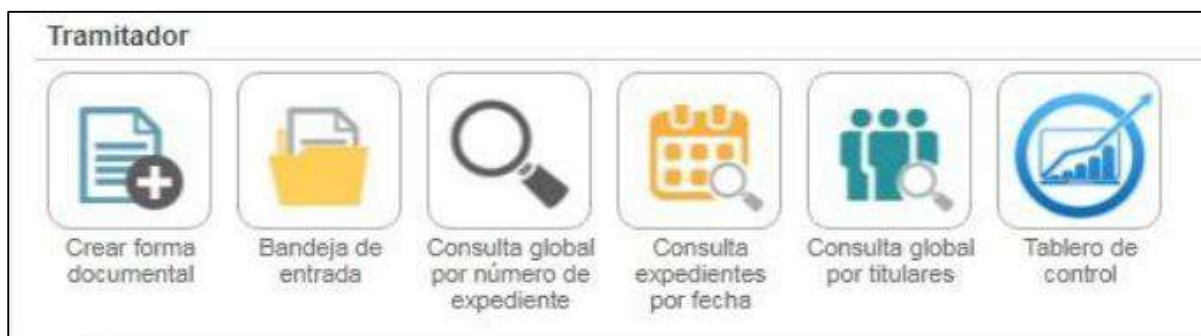 Tramitador
Crear forma
documental
Bandeja de
entrada
Consulta global
por número de
expediente
Consulta
expedientes
por fecha
Consulta global
por titulares
Tablero de
control